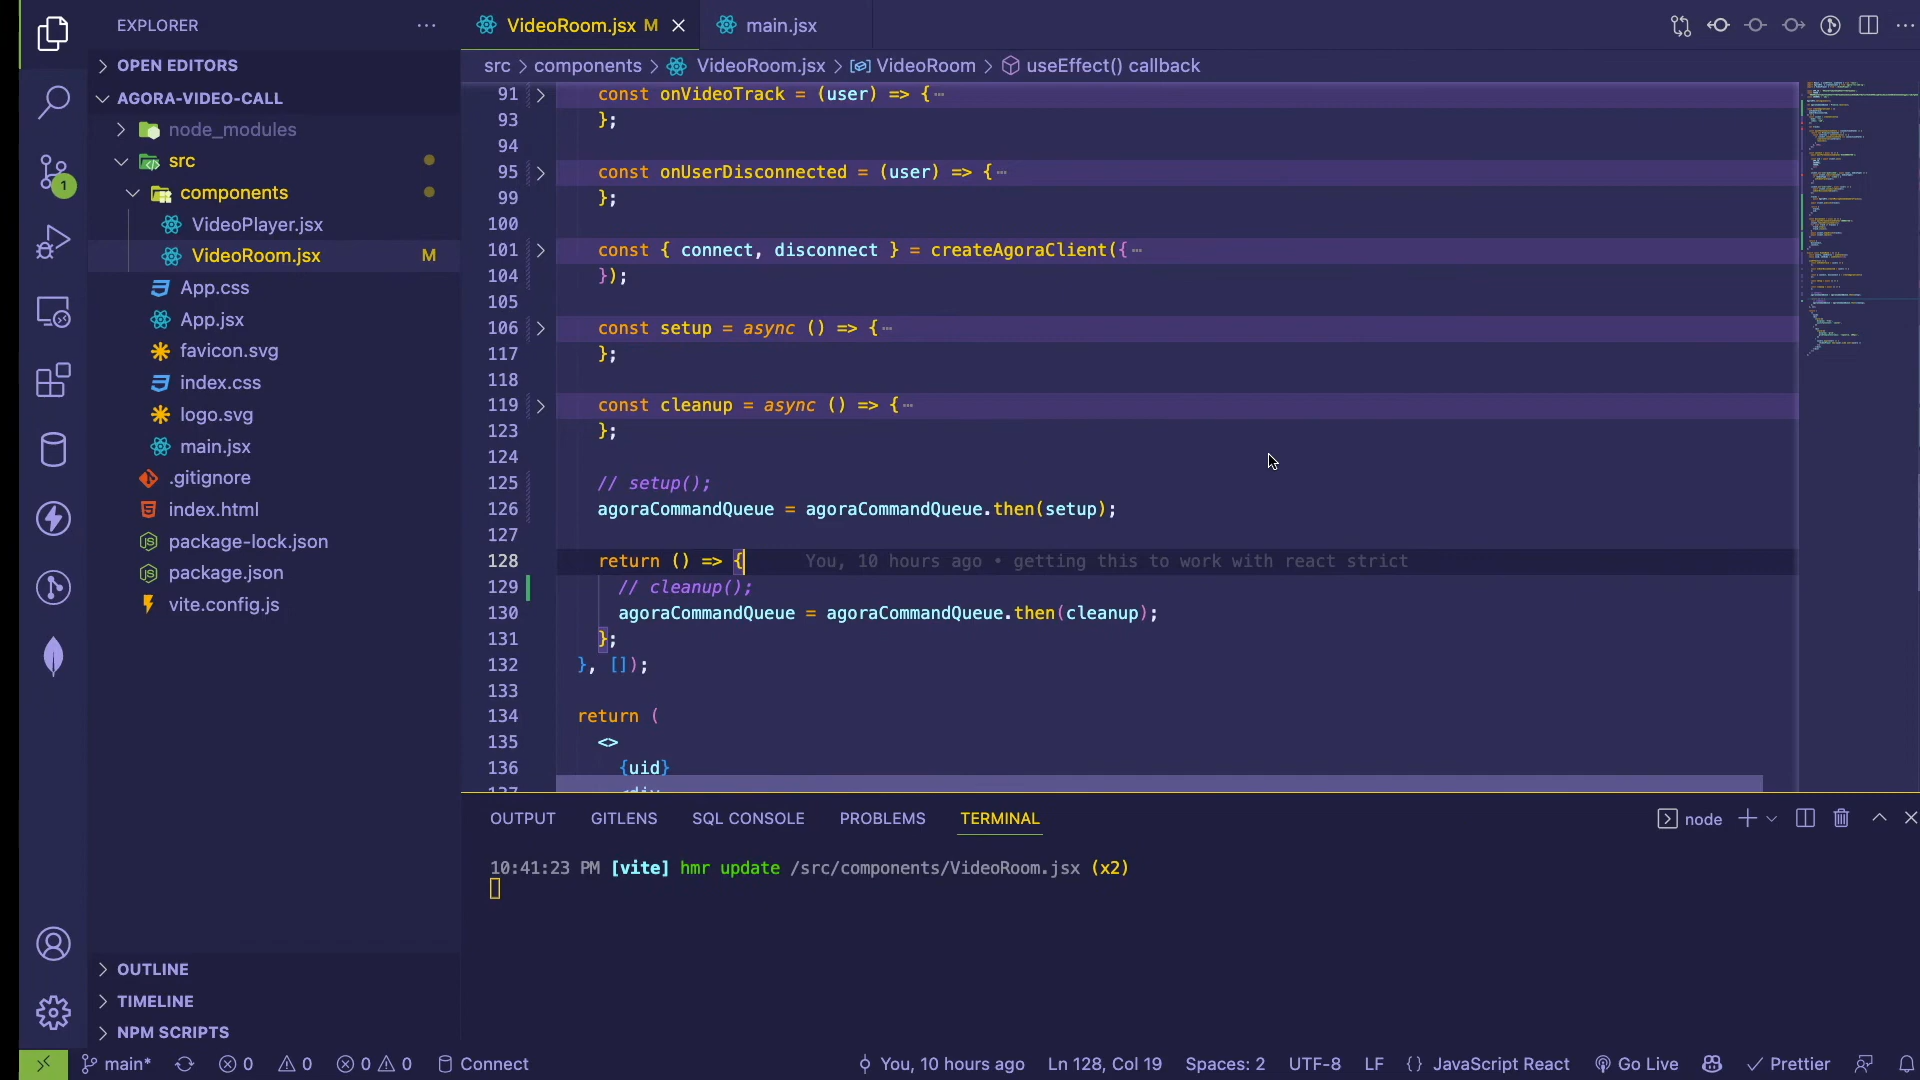 EXPLORER
VideoRoom.jsx M
main.jsx
OPEN EDITORS
src > components > VideoRoom.jsx > VideoRoom > useEffect() callback
AGORA-VIDEO-CALL
node_modules
src
components
VideoPlayer.jsx
VideoRoom.jsx M
App.css
App.jsx
favicon.svg
index.css
logo.svg
main.jsx
.gitignore
index.html
package-lock.json
package.json
vite.config.js
1
OUTLINE
TIMELINE
NPM SCRIPTS
91 const onVideoTrack = (user) => {
93 };
94
95 const onUserDisconnected = (user) => {
99 };
100
101 const { connect, disconnect } = createAgoraClient({
104 });
105
106 const setup = async () => {
117 };
118
119 const cleanup = async () => {
123 };
124
125 // setup();
126 agoraCommandQueue = agoraCommandQueue.then(setup);
127
128 return () => { You, 10 hours ago • getting this to work with react strict
129 // cleanup();
130 agoraCommandQueue = agoraCommandQueue.then(cleanup);
131 };
132 }, []);
133
134 return (
135 <>
136 {uid}
137 <div
OUTPUT GITLENS SQL CONSOLE PROBLEMS TERMINAL
node
10:41:23 PM [vite] hmr update /src/components/VideoRoom.jsx (x2)
main* 0 0 0 0 Connect You, 10 hours ago Ln 128, Col 19 Spaces: 2 UTF-8 LF {} JavaScript React Go Live Prettier